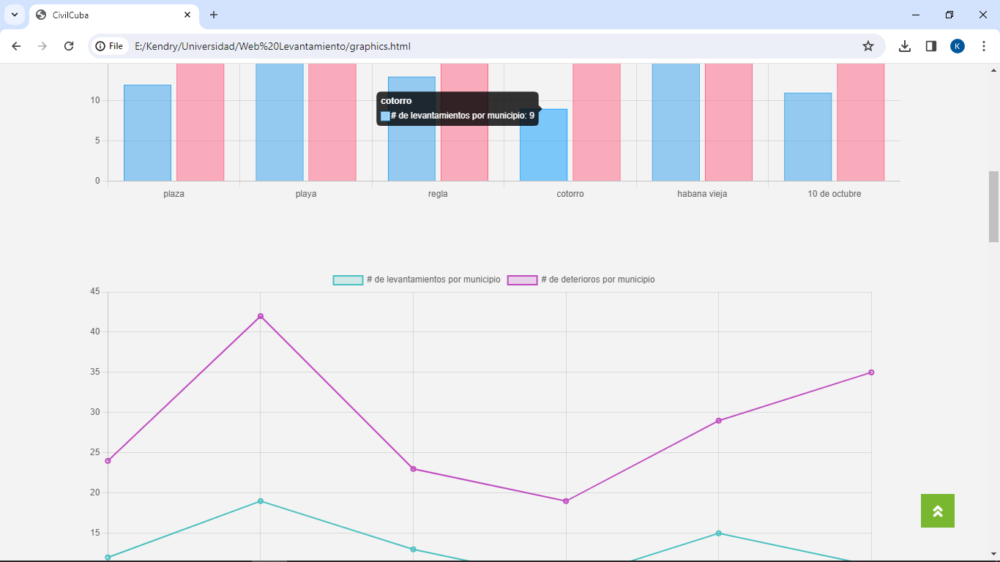 CivilCuba
File
E:/Kendry/Universidad/Web%20Levantamiento/graphics.html
K
10
5
0
cotorro
# de levantamientos por municipio: 9
plaza playa regla cotorro habana vieja 10 de octubre
# de levantamientos por municipio # de deterioros por municipio
45
40
35
30
25
20
15